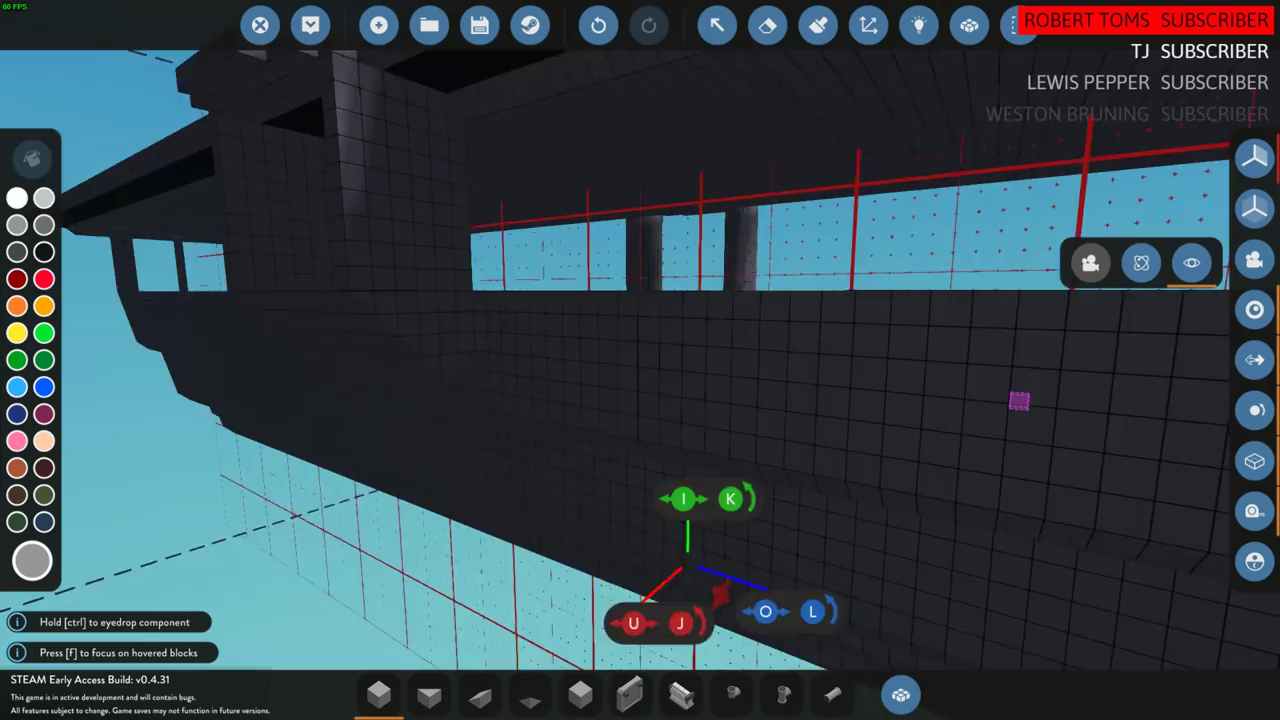 60 FPS
ROBERT TOMS SUBSCRIBER
TJ SUBSCRIBER
LEWIS PEPPER SUBSCRIBER
WESTON BRUNING SUBSCRIBER
I K
U J
O L
Hold [ctrl] to eyedrop component
Press [f] to focus on hovered blocks
STEAM Early Access Build: v0.4.31
This game is in active development and will contain bugs.
All features subject to change. Game saves may not function in future versions.